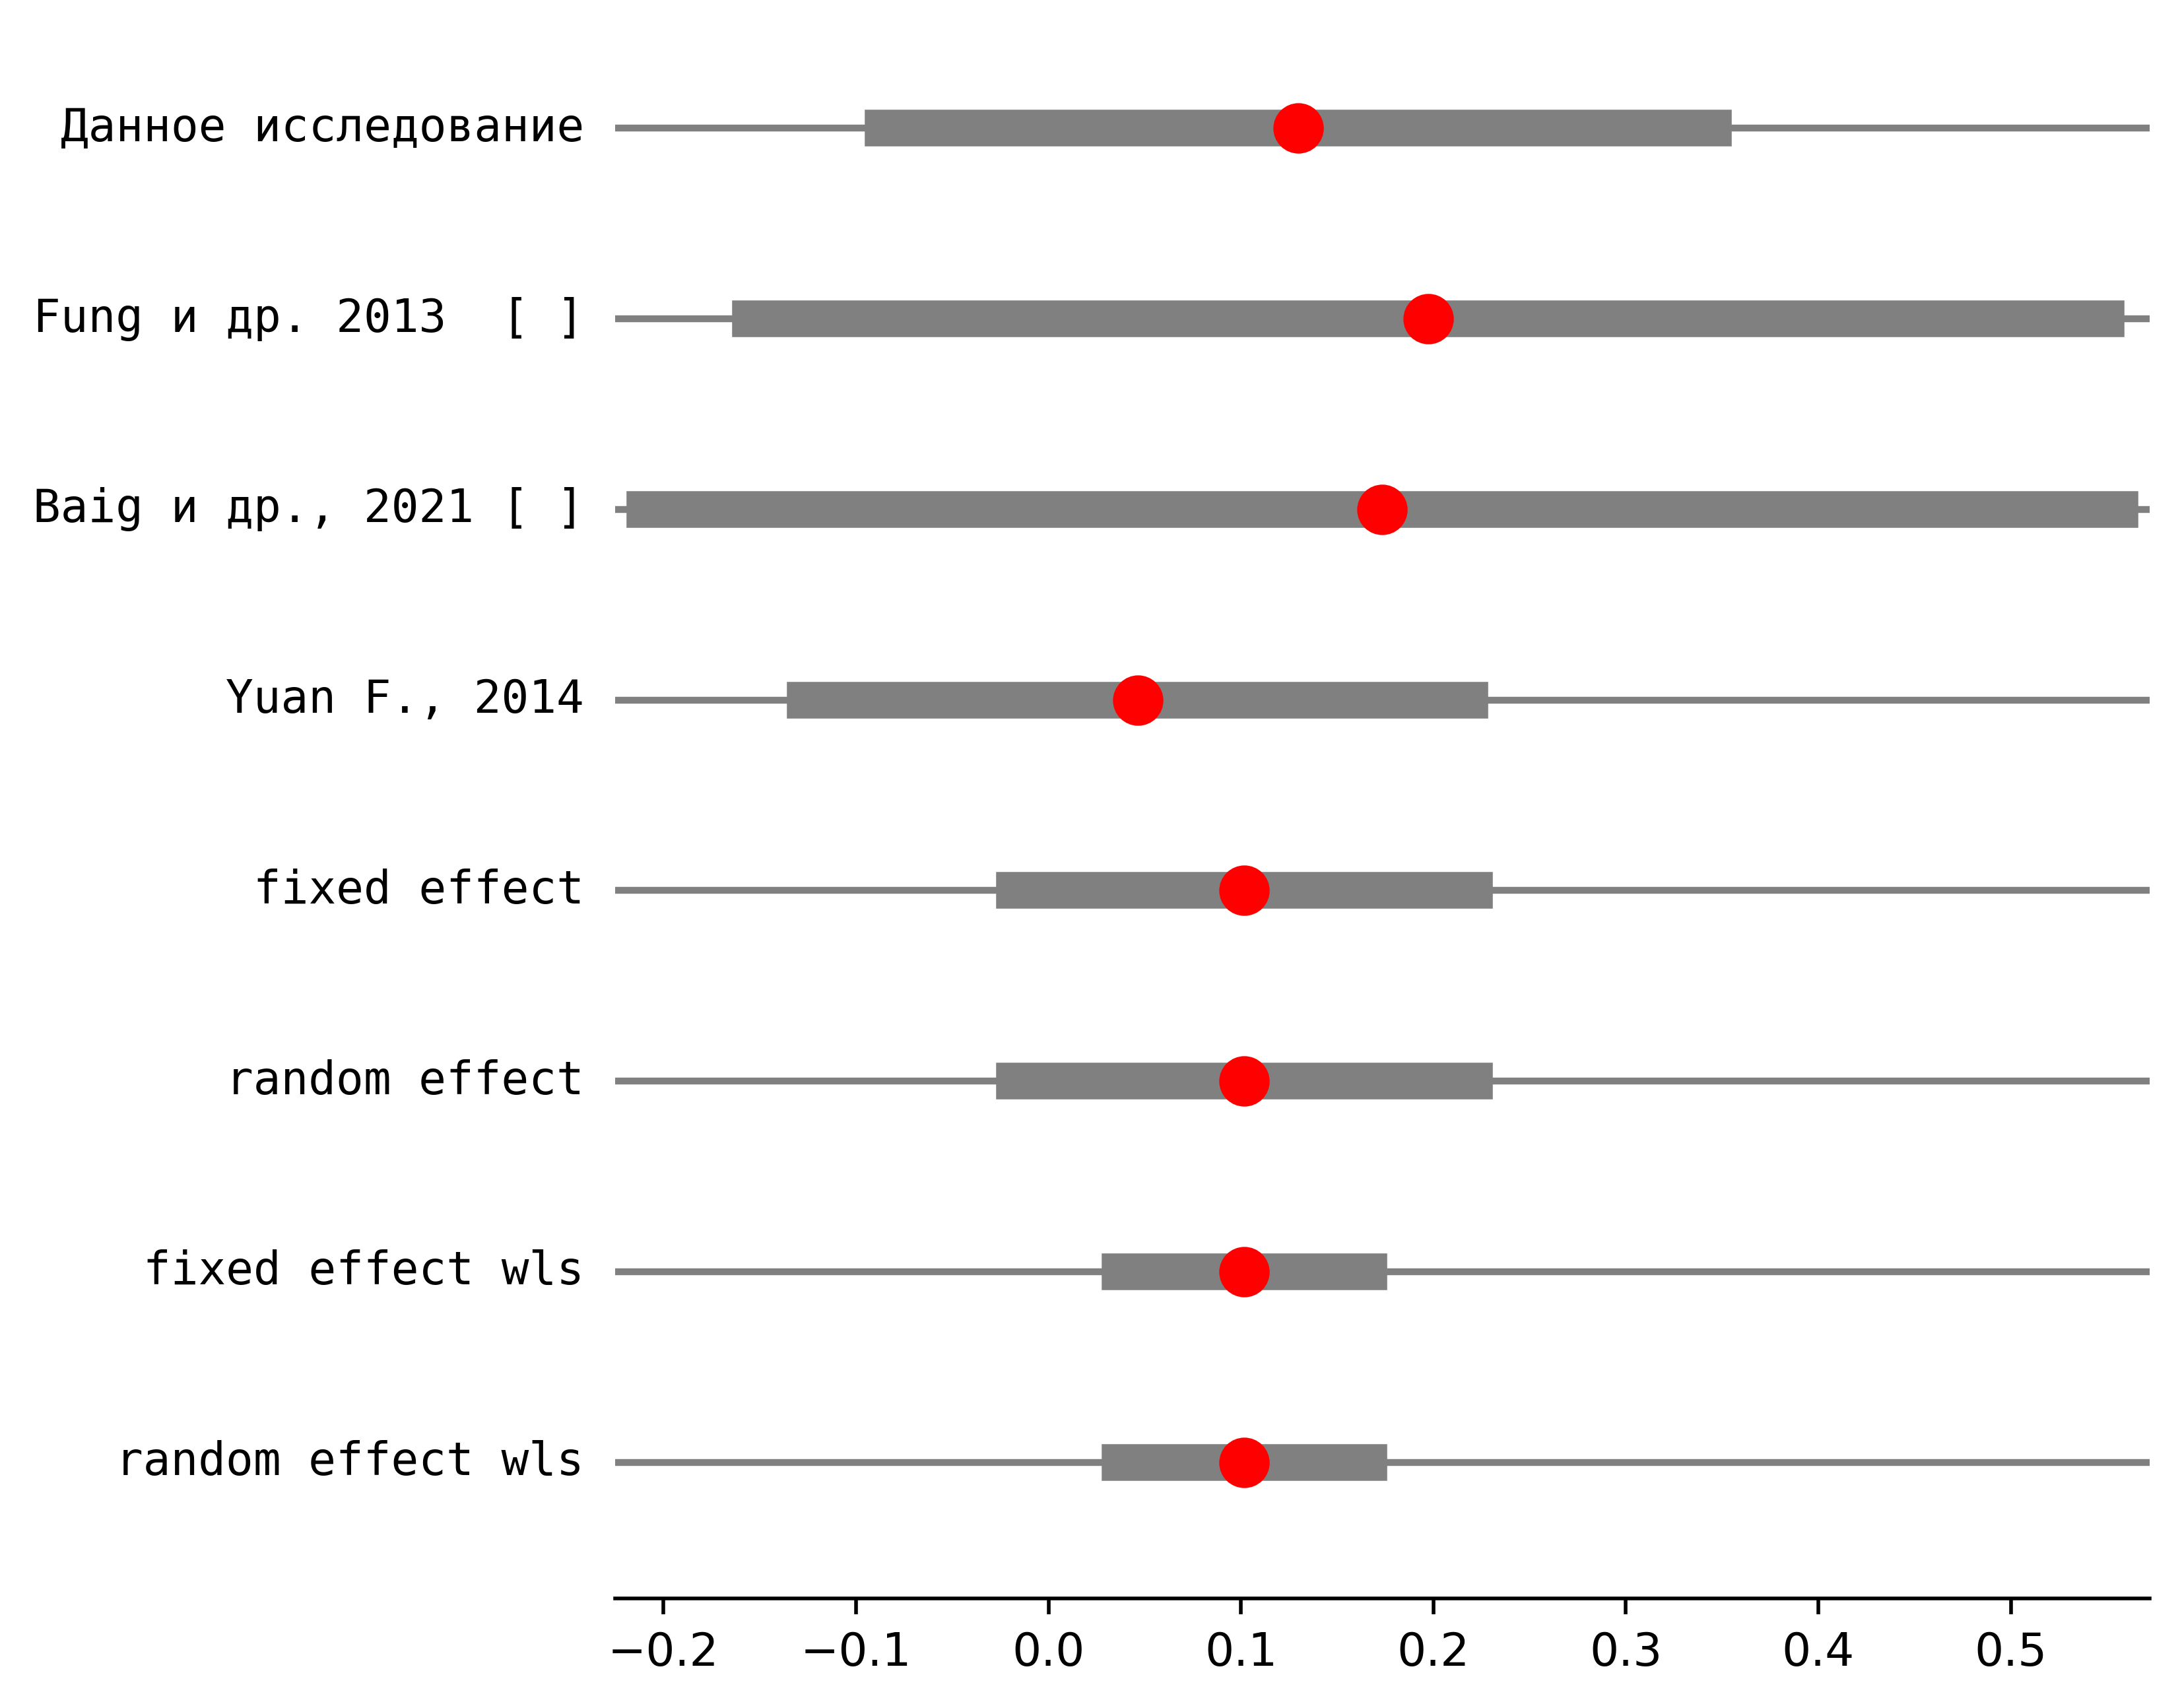 Данное исследование
Fung и др. 2013  [ ]
Baig и др., 2021 [ ]
Yuan F., 2014
fixed effect
random effect
fixed effect wls
random effect wls
−0.2 −0.1 0.0 0.1 0.2 0.3 0.4 0.5